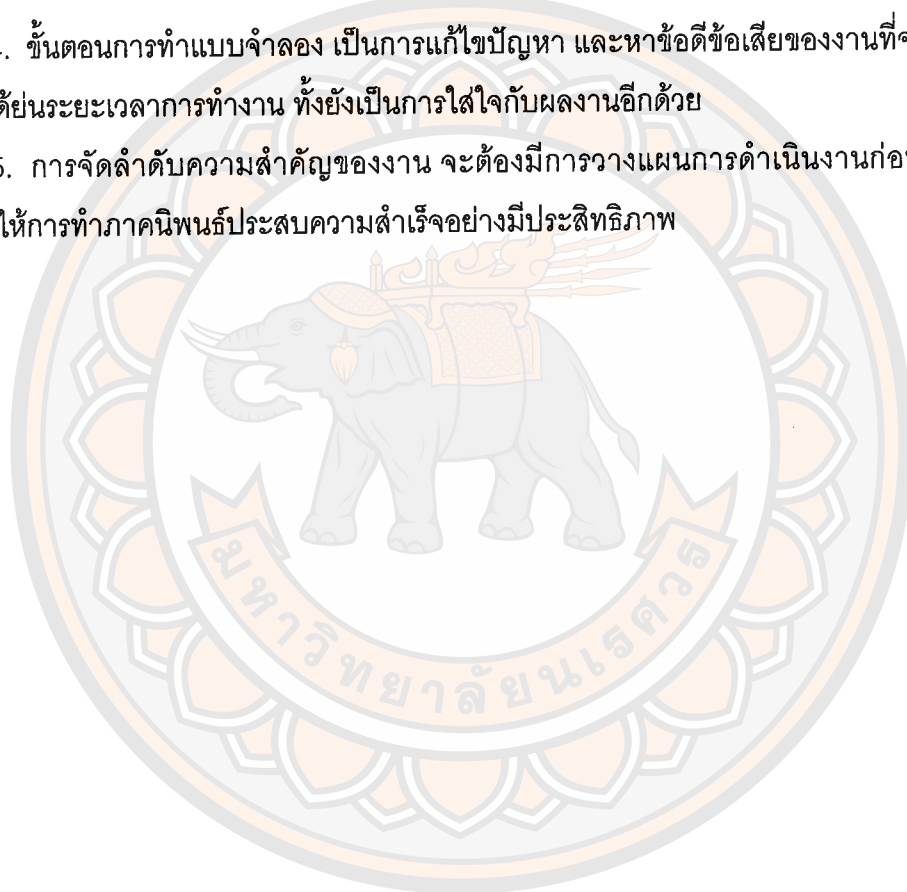 ขั้นตอนการทำแบบจำลอง เป็นการแก้ไขปัญหา และหาข้อดีข้อเสียของงานที่
ได้ย่นระยะเวลาการทำงาน ทั้งยังเป็นการใส่ใจกับผลงานอีกด้วย
5. การจัดลำดับความสำคัญของงาน จะต้องมีการวางแผนการดำเนินงานก่อน
ให้การทำภาคนิพนธ์ประสบความสำเร็จอย่างมีประสิทธิภาพ
มหาวิทยาลัยนเรศวร